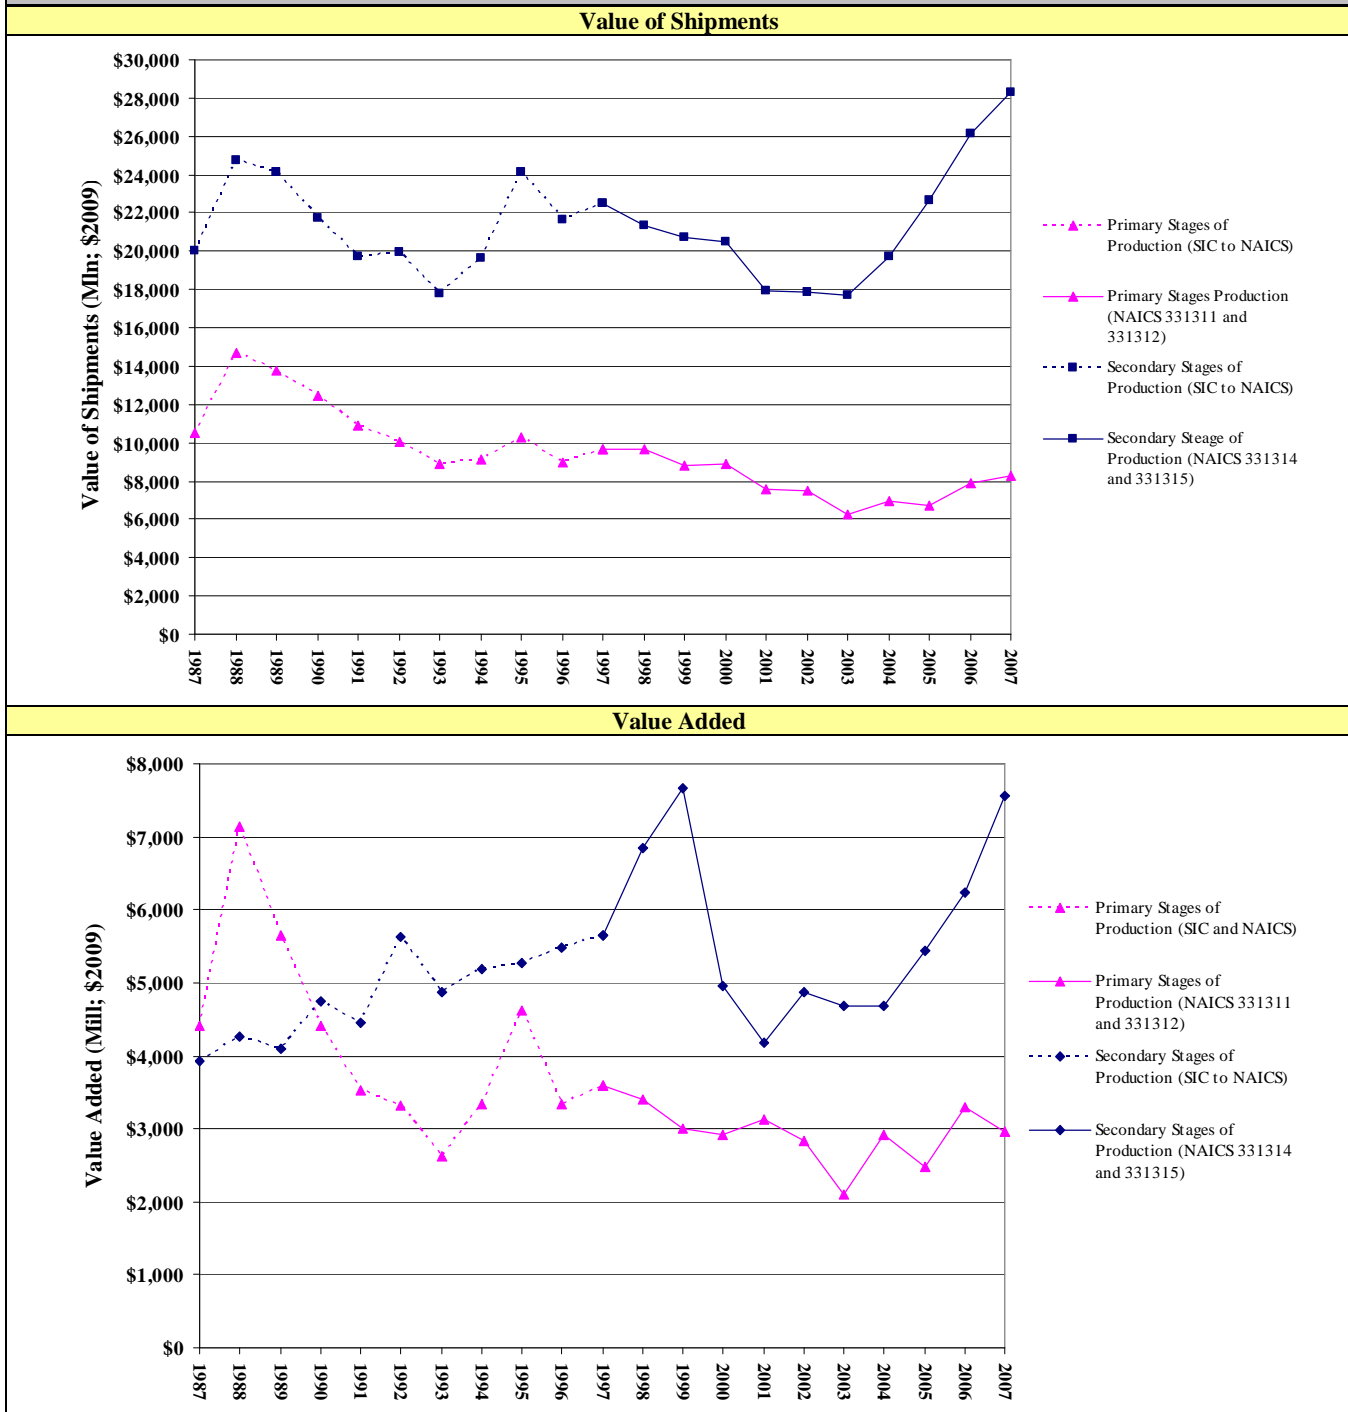 Value of Shipments
$30,000
$28,000
$26,000
$24,000
$22,000
$20,000
$18,000
$16,000
$14,000
$12,000
$10,000
$8,000
$6,000
$4,000
$2,000
$0
Value of Shipments (Mln; $2009)
1987
1988
1989
1990
1991
1992
1993
1994
1995
1996
1997
1998
1999
2000
2001
2002
2003
2004
2005
2006
2007
Primary Stages of
Production (SIC to NAICS)
Primary Stages Production
(NAICS 331311 and
331312)
Secondary Stages of
Production (SIC to NAICS)
Secondary Steage of
Production (NAICS 331314
and 331315)
Value Added
$8,000
$7,000
$6,000
$5,000
$4,000
$3,000
$2,000
$1,000
$0
Value Added (Mill; $2009)
1987
1988
1989
1990
1991
1992
1993
1994
1995
1996
1997
1998
1999
2000
2001
2002
2003
2004
2005
2006
2007
Primary Stages of
Production (SIC and NAICS)
Primary Stages of
Production (NAICS 331311
and 331312)
Secondary Stages of
Production (SIC to NAICS)
Secondary Stages of
Production (NAICS 331314
and 331315)